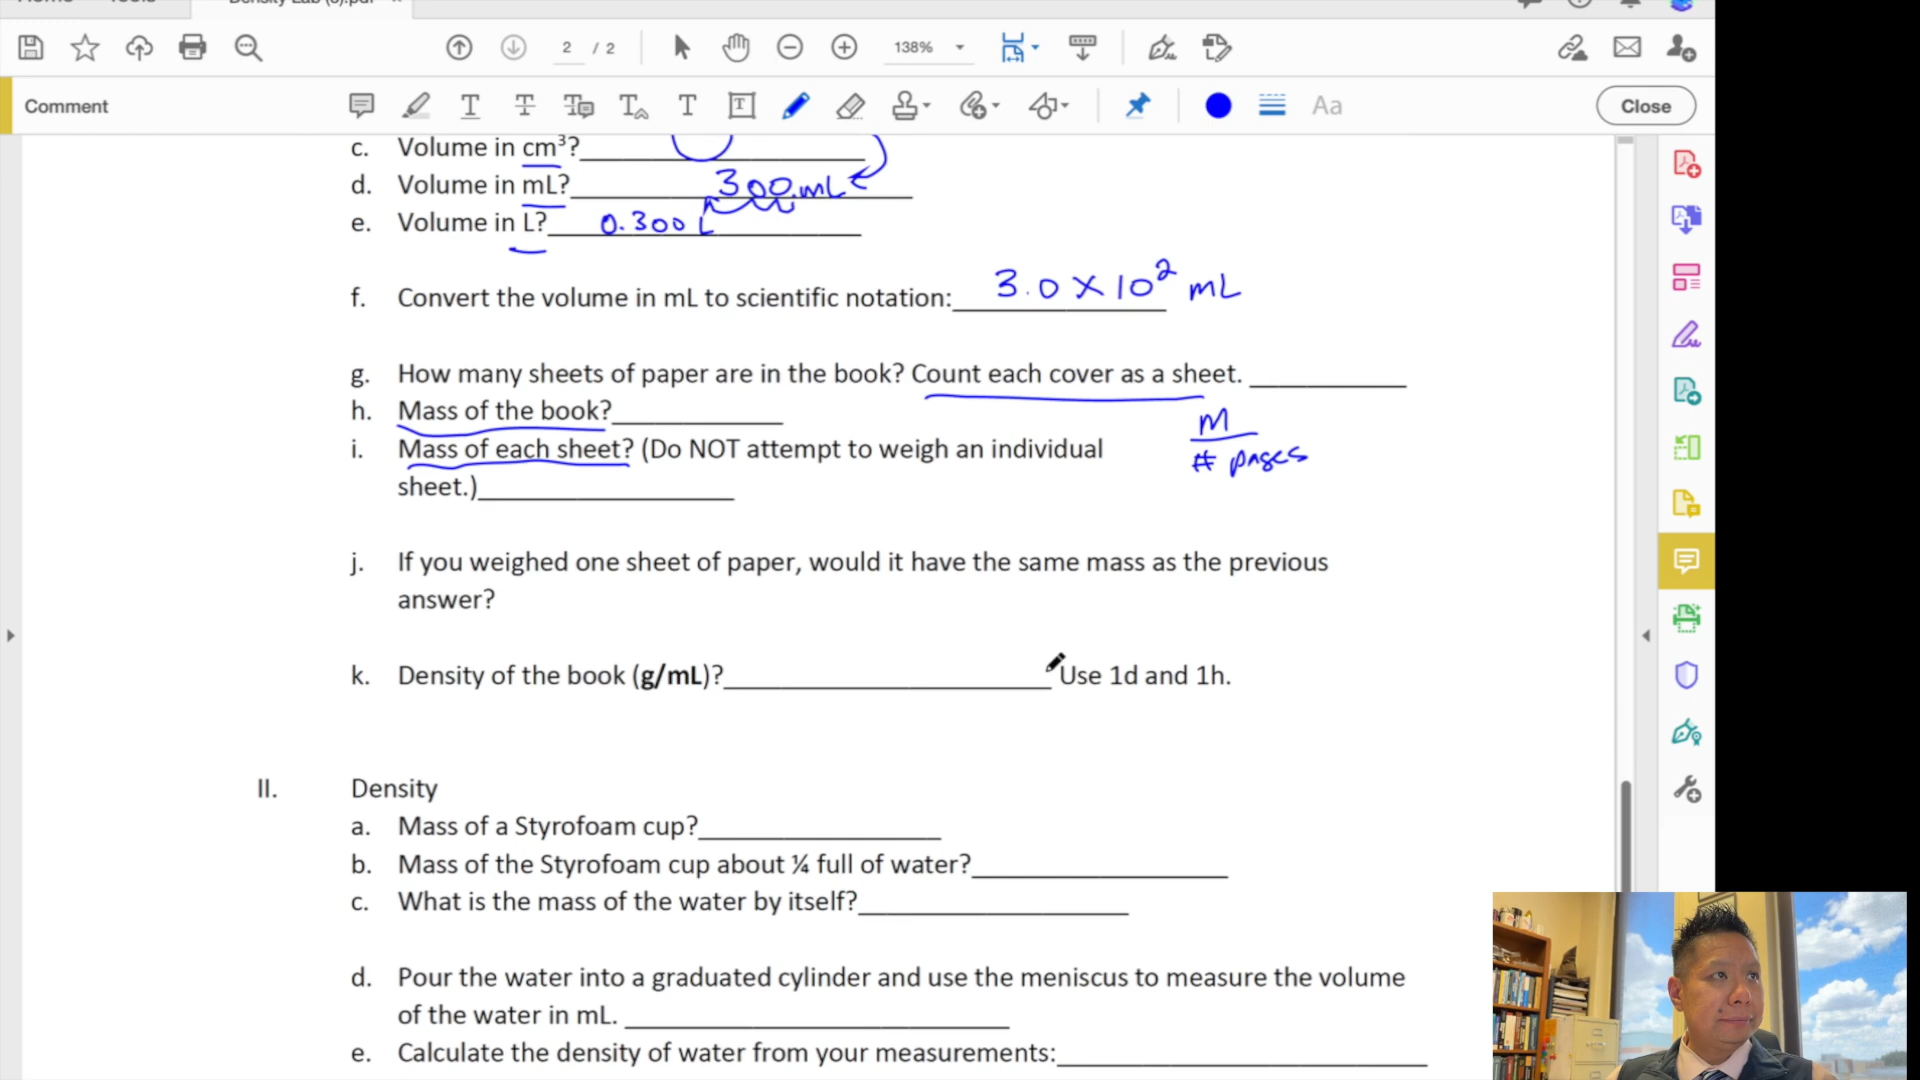 2 / 2
138%
Comment
Aa
Close
c. Volume in cm³?
d. Volume in mL? 300. mL
e. Volume in L? 0.300 L
f. Convert the volume in mL to scientific notation: 3.0 X 10² mL
g. How many sheets of paper are in the book? Count each cover as a sheet.
h. Mass of the book?
M
i. Mass of each sheet? (Do NOT attempt to weigh an individual
# pages
sheet.)
j. If you weighed one sheet of paper, would it have the same mass as the previous
answer?
k. Density of the book (g/mL)? Use 1d and 1h.
II. Density
a. Mass of a Styrofoam cup?
b. Mass of the Styrofoam cup about ¼ full of water?
c. What is the mass of the water by itself?
d. Pour the water into a graduated cylinder and use the meniscus to measure the volume
of the water in mL.
e. Calculate the density of water from your measurements: